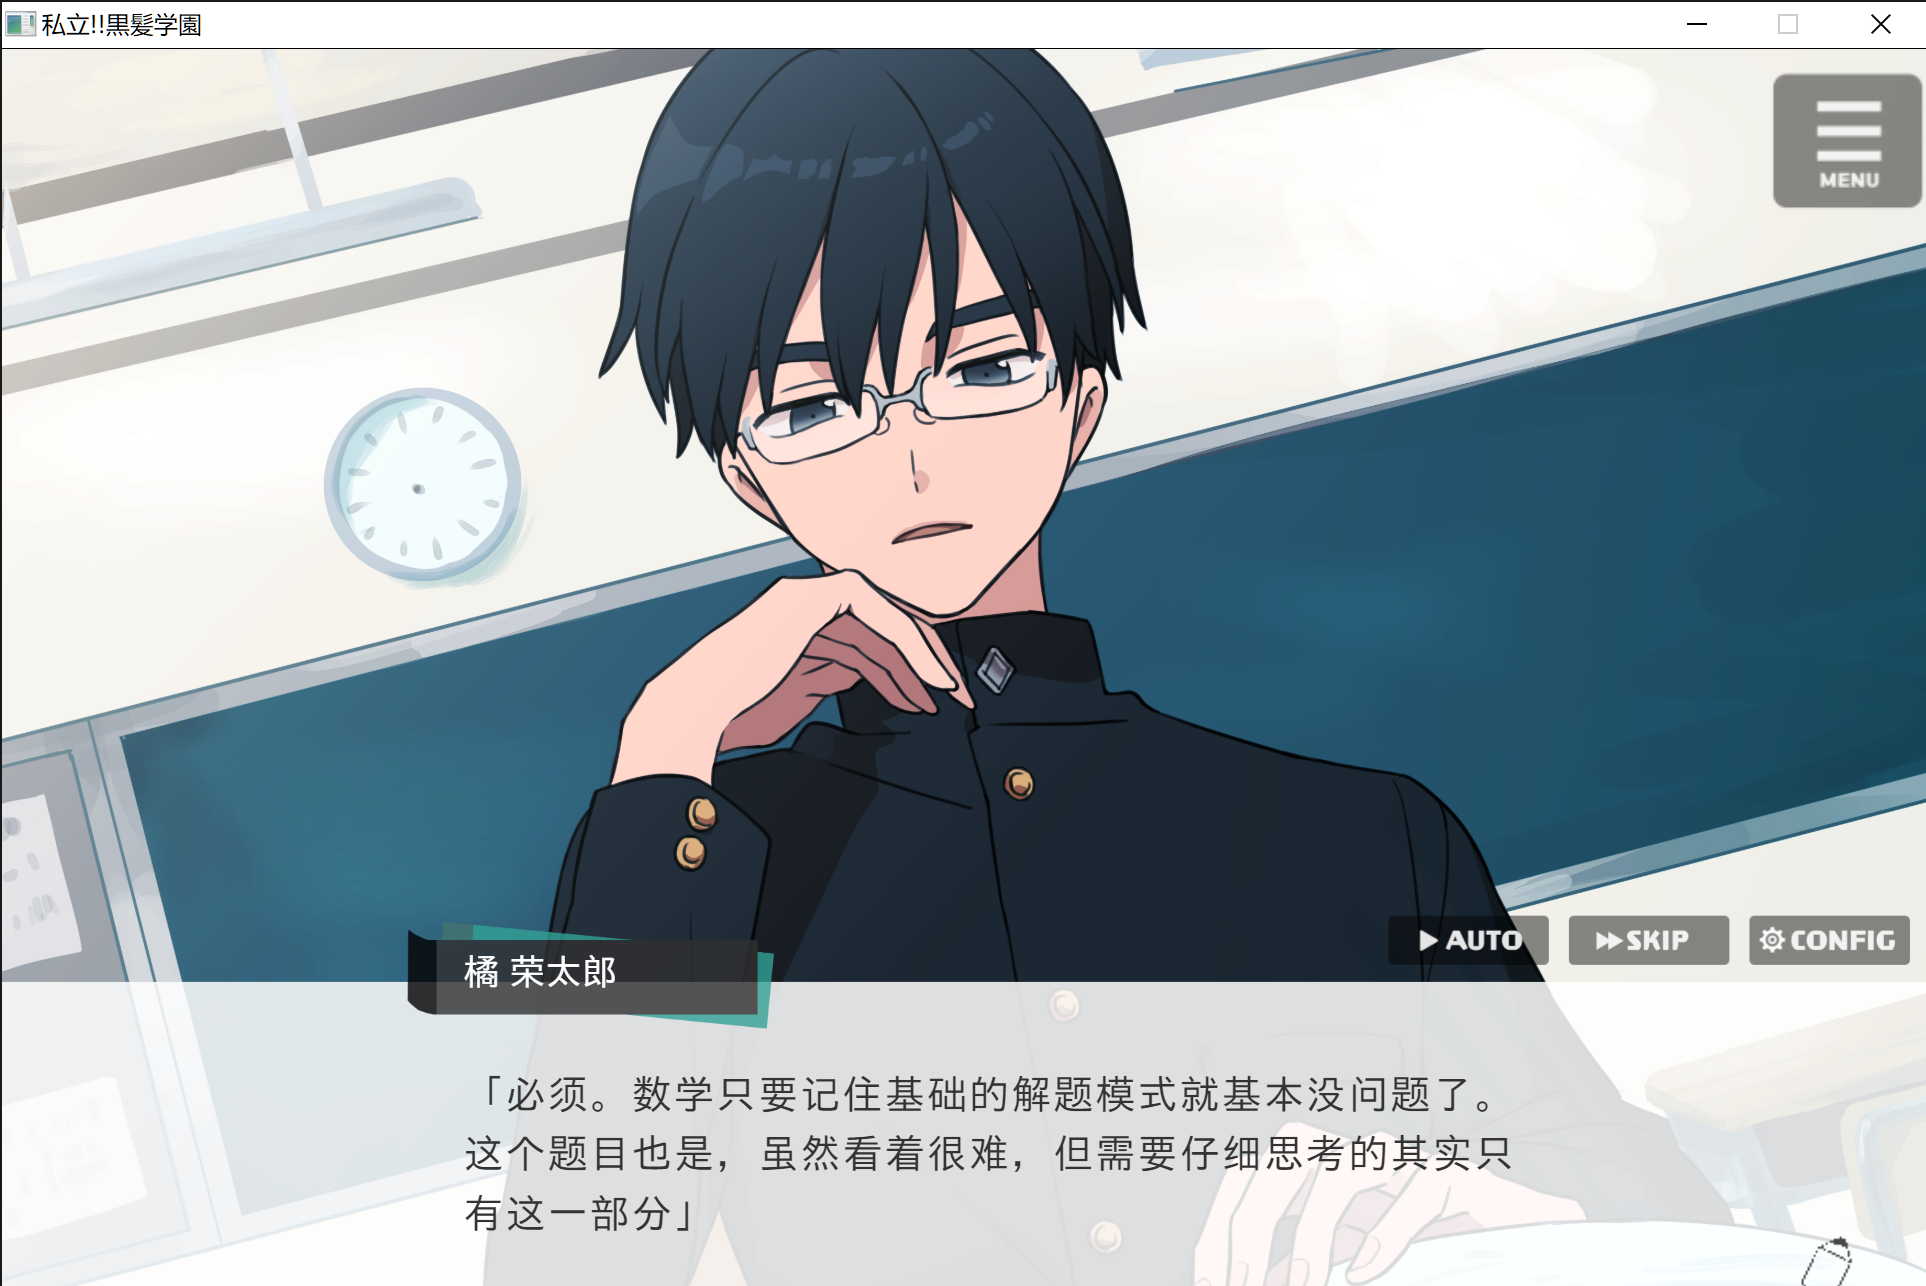 私立!!黒髪学園
MENU
AUTO
SKIP
CONFIG
橘 荣太郎
「必须。数学只要记住基础的解题模式就基本没问题了。
这个题目也是，虽然看着很难，但需要仔细思考的其实只
有这一部分」